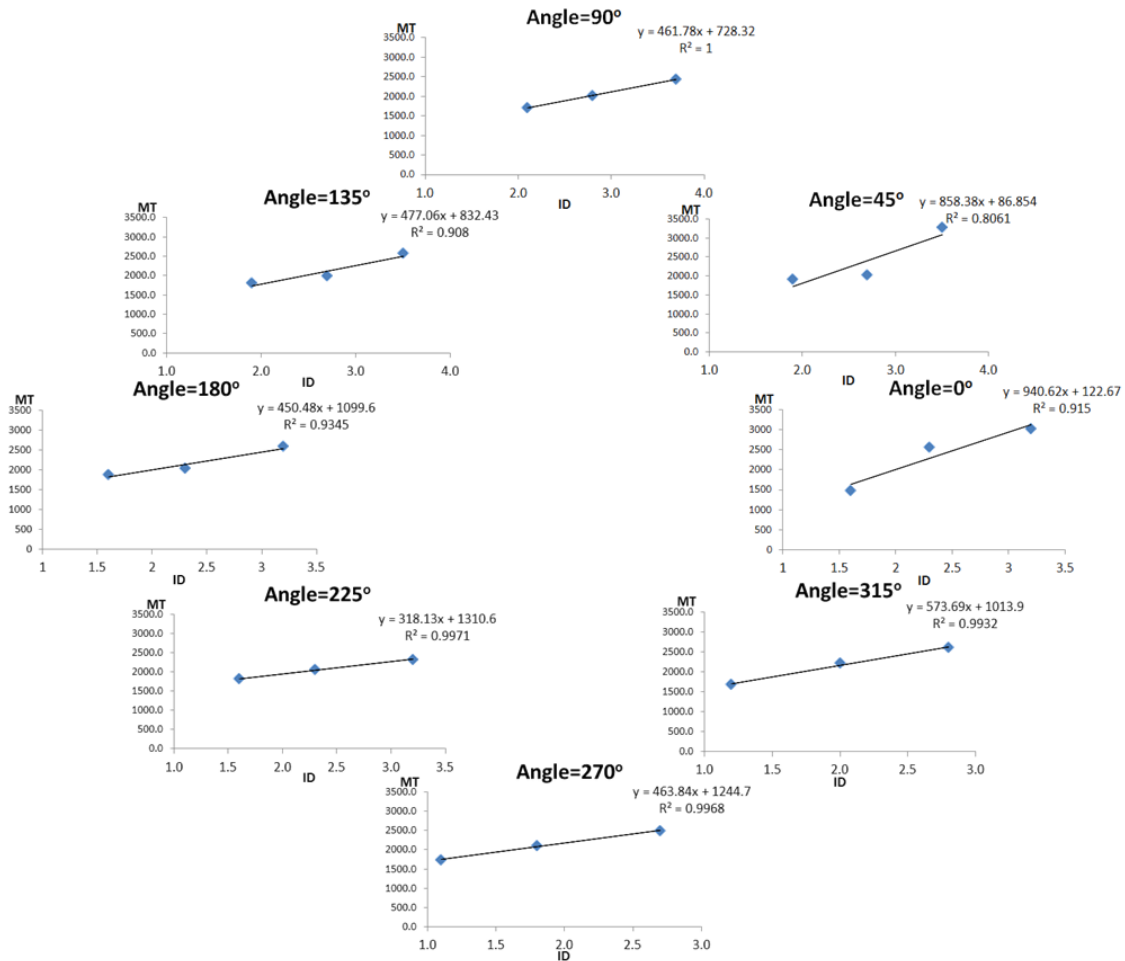 Angle=90°
MT
y = 461.78x + 728.32
R² = 1
3500.0
3000.0
2500.0
2000.0
1500.0
1000.0
500.0
0.0
1.0 2.0 3.0 4.0
ID
Angle=135°
MT
y = 477.06x + 832.43
R² = 0.908
3500.0
3000.0
2500.0
2000.0
1500.0
1000.0
500.0
0.0
1.0 2.0 3.0 4.0
ID
Angle=45°
MT
y = 858.38x + 86.854
R² = 0.8061
3500.0
3000.0
2500.0
2000.0
1500.0
1000.0
500.0
0.0
1.0 2.0 3.0 4.0
ID
Angle=180°
MT
y = 450.48x + 1099.6
R² = 0.9345
3500
3000
2500
2000
1500
1000
500
0
1 1.5 2 2.5 3 3.5
ID
Angle=0°
MT
y = 940.62x + 122.67
R² = 0.915
3500
3000
2500
2000
1500
1000
500
0
1 1.5 2 2.5 3 3.5
ID
Angle=225°
MT
y = 318.13x + 1310.6
R² = 0.9971
3500.0
3000.0
2500.0
2000.0
1500.0
1000.0
500.0
0.0
1.0 1.5 2.0 2.5 3.0 3.5
ID
Angle=315°
MT
y = 573.69x + 1013.9
R² = 0.9932
3500.0
3000.0
2500.0
2000.0
1500.0
1000.0
500.0
0.0
1.0 1.5 2.0 2.5 3.0
ID
Angle=270°
MT
y = 463.84x + 1244.7
R² = 0.9968
3500.0
3000.0
2500.0
2000.0
1500.0
1000.0
500.0
0.0
1.0 1.5 2.0 2.5 3.0
ID